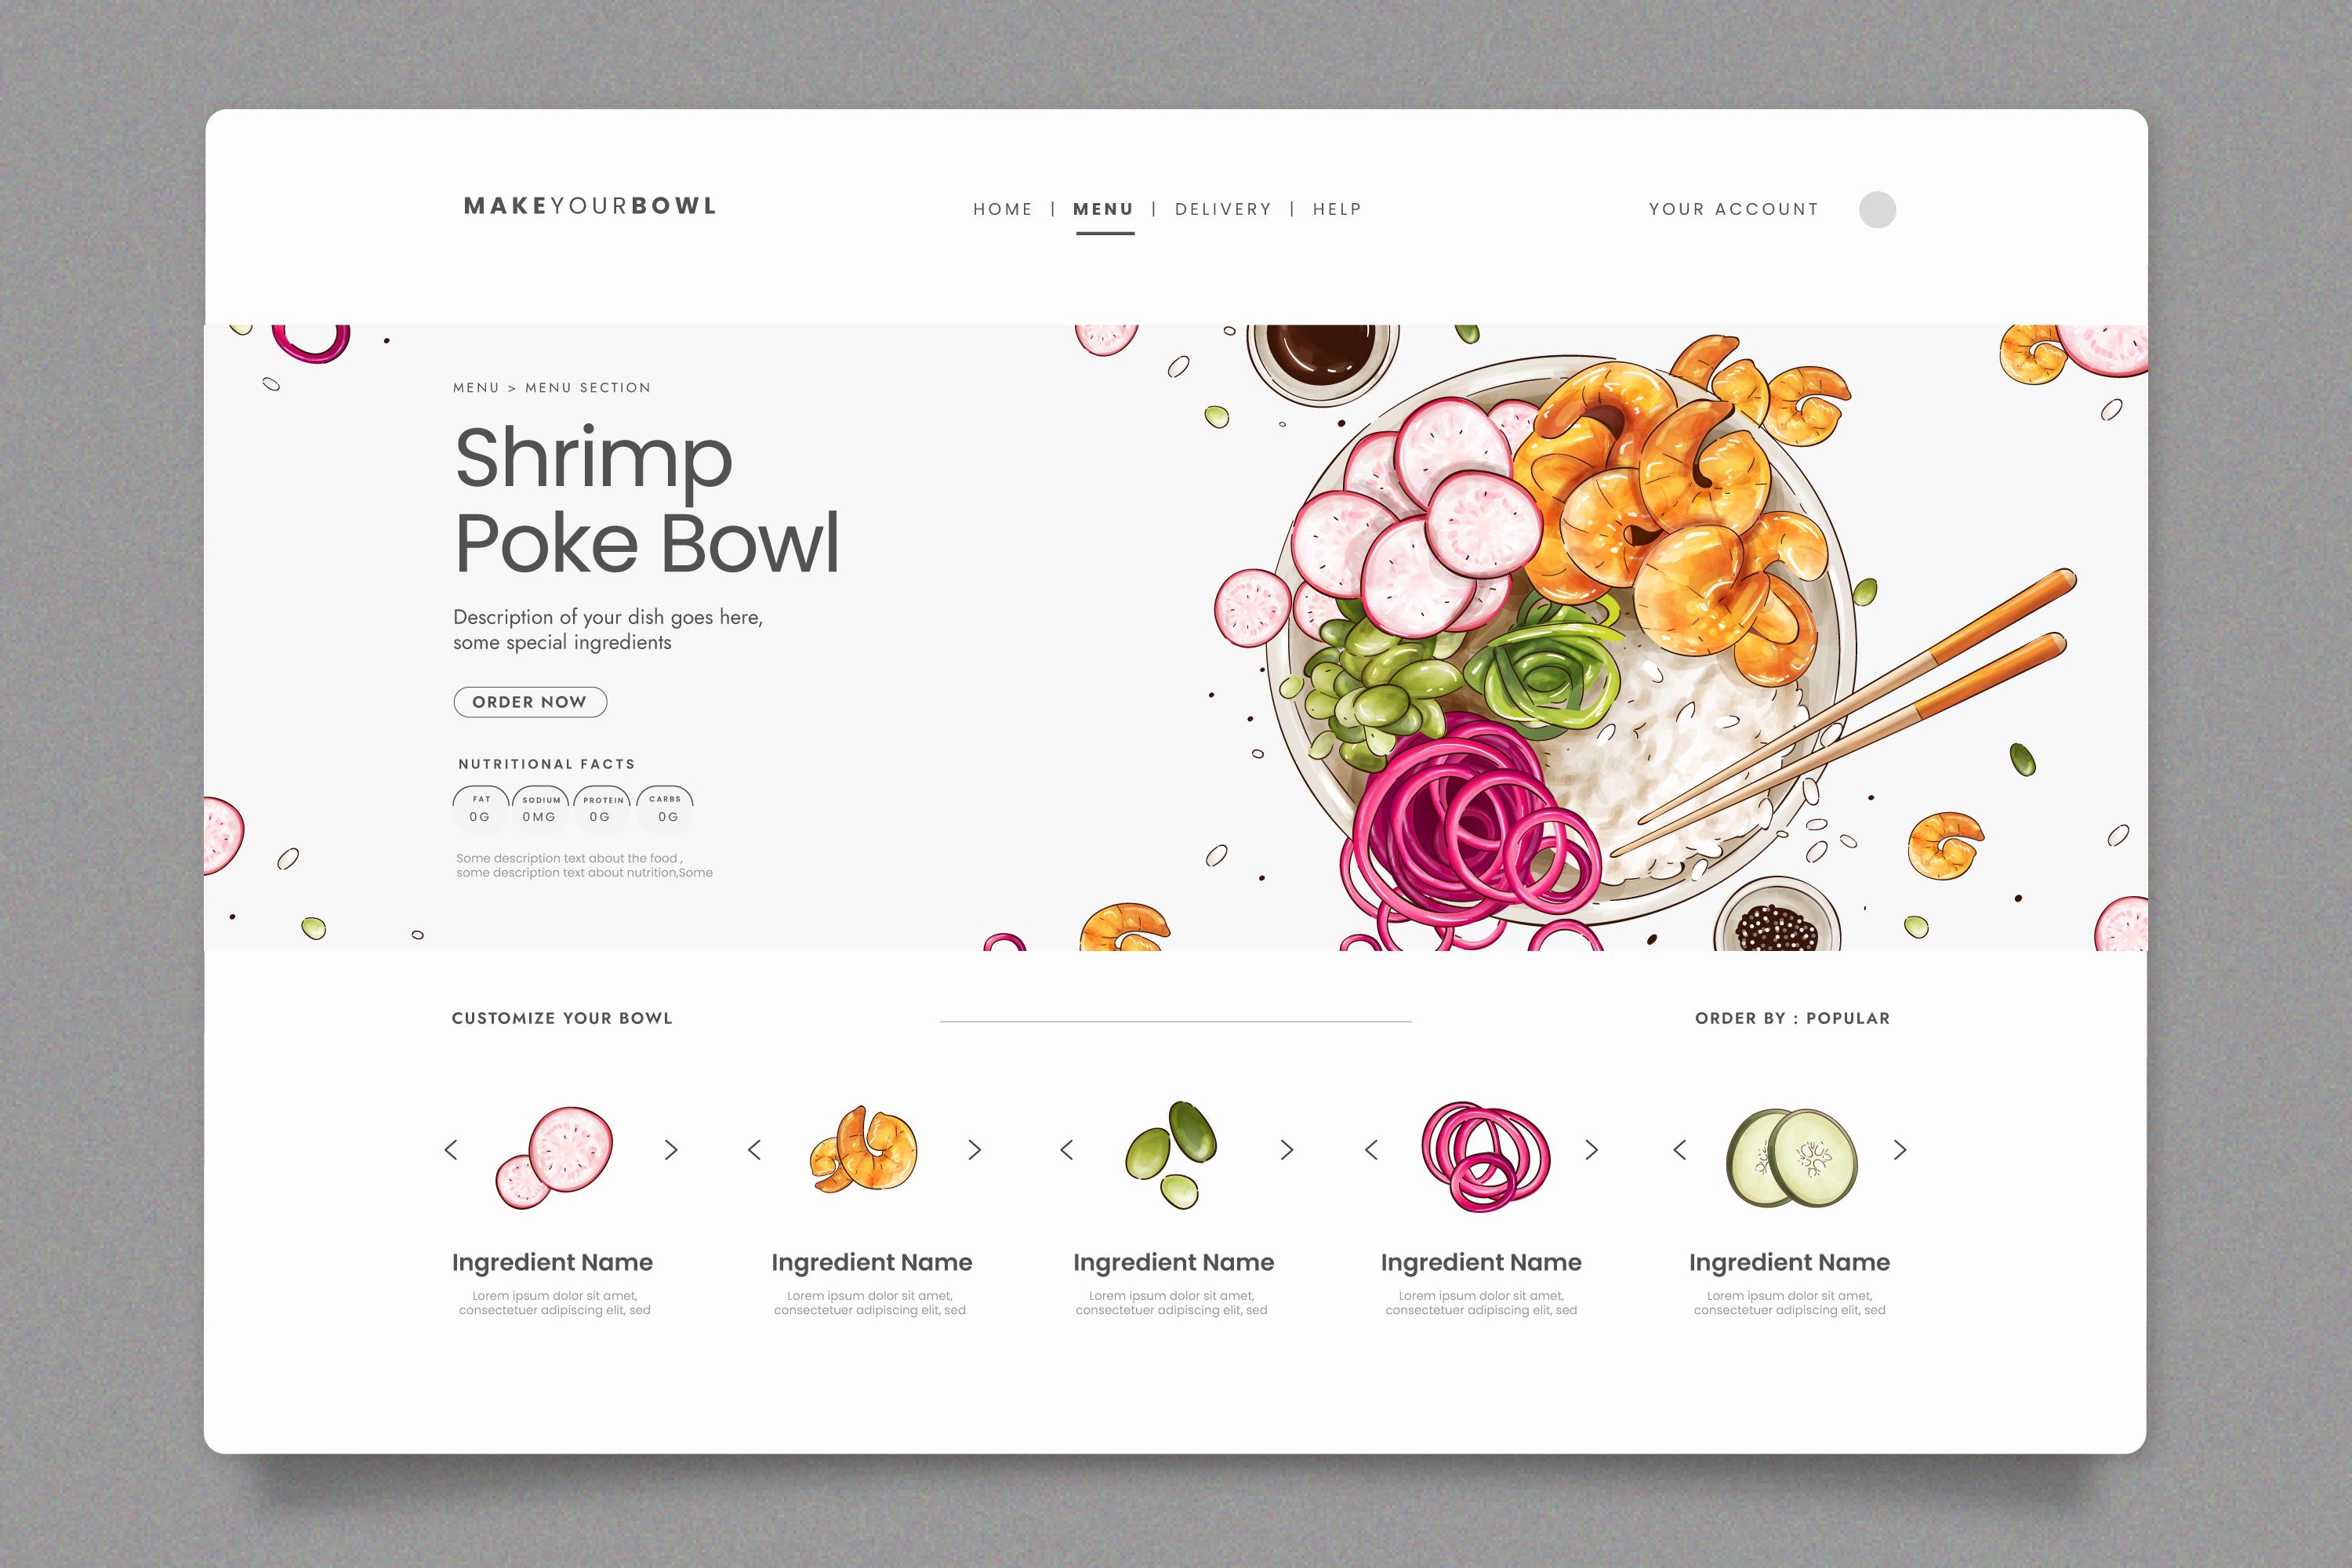 MAKEYOURBOWL
HOME | MENU | DELIVERY | HELP
YOUR ACCOUNT
MENU > MENU SECTION
Shrimp
Poke Bowl
Description of your dish goes here,
some special ingredients
ORDER NOW
NUTRITIONAL FACTS
FAT SODIUM PROTEIN CARBS
0G 0MG 0G 0G
Some description text about the food ,
some description text about nutrition,Some
CUSTOMIZE YOUR BOWL
ORDER BY : POPULAR
< > < > < > < > < >
Ingredient Name
Lorem ipsum dolor sit amet,
consectetuer adipiscing elit, sed
Ingredient Name
Lorem ipsum dolor sit amet,
consectetuer adipiscing elit, sed
Ingredient Name
Lorem ipsum dolor sit amet,
consectetuer adipiscing elit, sed
Ingredient Name
Lorem ipsum dolor sit amet,
consectetuer adipiscing elit, sed
Ingredient Name
Lorem ipsum dolor sit amet,
consectetuer adipiscing elit, sed